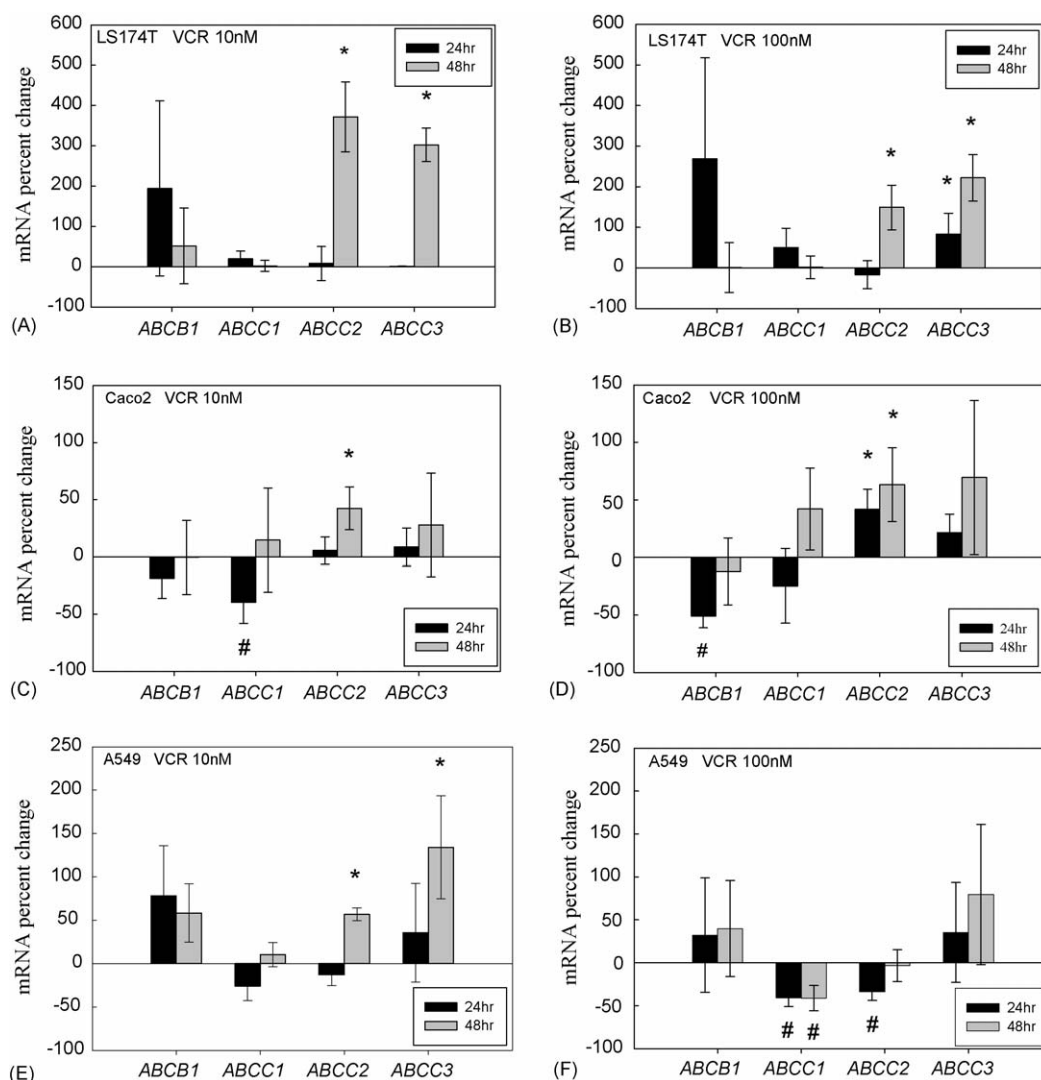 LS174T VCR 10nM
24hr
48hr
mRNA percent change
600
500
400
300
200
100
0
-100
* *
ABCB1 ABCC1 ABCC2 ABCC3
(A)
LS174T VCR 100nM
24hr
48hr
mRNA percent change
600
500
400
300
200
100
0
-100
* * *
ABCB1 ABCC1 ABCC2 ABCC3
(B)
Caco2 VCR 10nM
24hr
48hr
mRNA percent change
150
100
50
0
-50
-100
*
#
ABCB1 ABCC1 ABCC2 ABCC3
(C)
Caco2 VCR 100nM
24hr
48hr
mRNA percent change
150
100
50
0
-50
-100
* *
#
ABCB1 ABCC1 ABCC2 ABCC3
(D)
A549 VCR 10nM
24hr
48hr
mRNA percent change
250
200
150
100
50
0
-50
-100
* *
ABCB1 ABCC1 ABCC2 ABCC3
(E)
A549 VCR 100nM
24hr
48hr
mRNA percent change
250
200
150
100
50
0
-50
-100
# # #
ABCB1 ABCC1 ABCC2 ABCC3
(F)